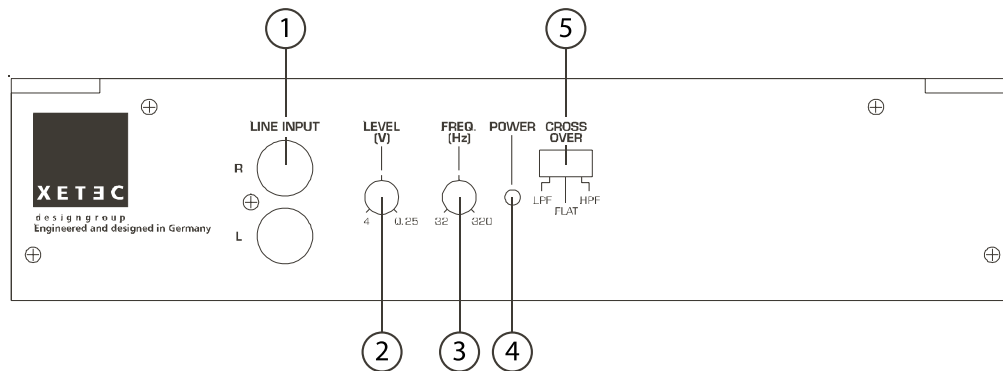 1
5
LINE INPUT
LEVEL
(V)
FREQ.
(Hz)
POWER
CROSS
OVER
R
XETƎC
designgroup
Engineered and designed in Germany
L
4
0.25
32
320
LPF
FLAT
HPF
2
3
4